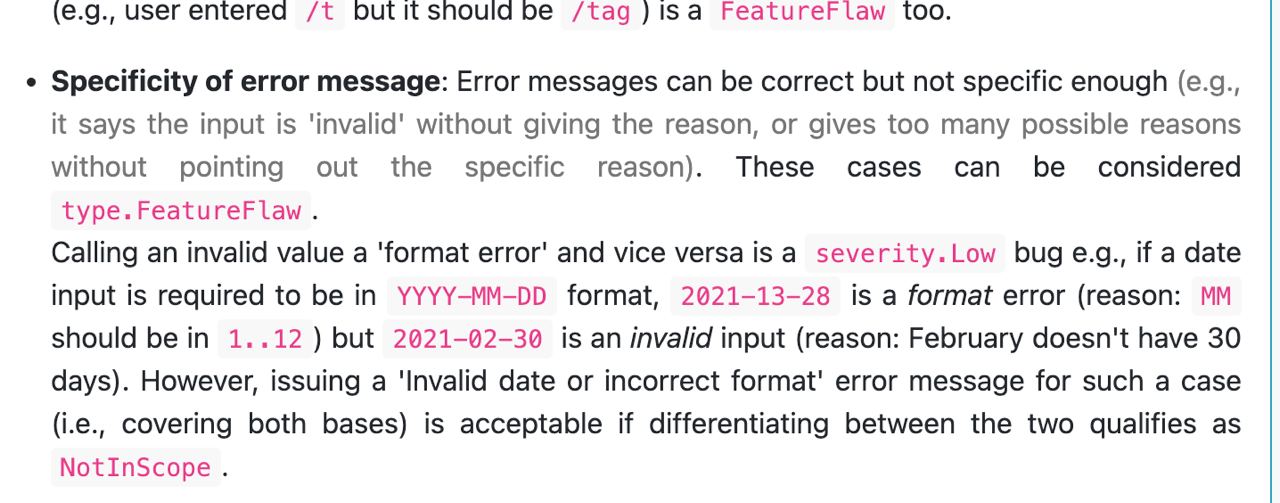 (e.g., user entered /t but it should be /tag ) is a FeatureFlaw too.
• Specificity of error message: Error messages can be correct but not specific enough (e.g.,
it says the input is 'invalid' without giving the reason, or gives too many possible reasons
without pointing out the specific reason). These cases can be considered
type.FeatureFlaw .
Calling an invalid value a 'format error' and vice versa is a severity.Low bug e.g., if a date
input is required to be in YYYY-MM-DD format, 2021-13-28 is a format error (reason: MM
should be in 1..12 ) but 2021-02-30 is an invalid input (reason: February doesn't have 30
days). However, issuing a 'Invalid date or incorrect format' error message for such a case
(i.e., covering both bases) is acceptable if differentiating between the two qualifies as
NotInScope .